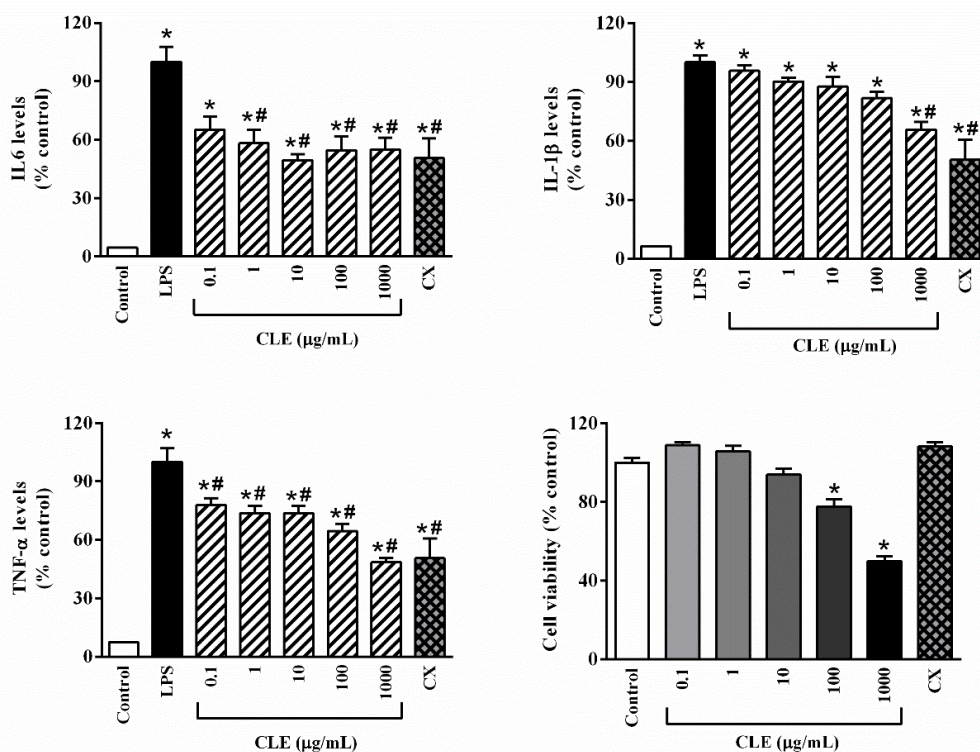 IL6 levels
(% control)
120
90
60
30
0
*
*
*#
*#
*#
*#
*#
Control
LPS
0.1
1
10
100
1000
CX
CLE (µg/mL)
IL-1β levels
(% control)
120
90
60
30
0
*
*
*
*
*
*#
*#
Control
LPS
0.1
1
10
100
1000
CX
CLE (µg/mL)
TNF-α levels
(% control)
120
90
60
30
0
*
*#
*#
*#
*#
*#
*#
Control
LPS
0.1
1
10
100
1000
CX
CLE (µg/mL)
Cell viability (% control)
120
80
40
0
*
*
Control
0.1
1
10
100
1000
CX
CLE (µg/mL)